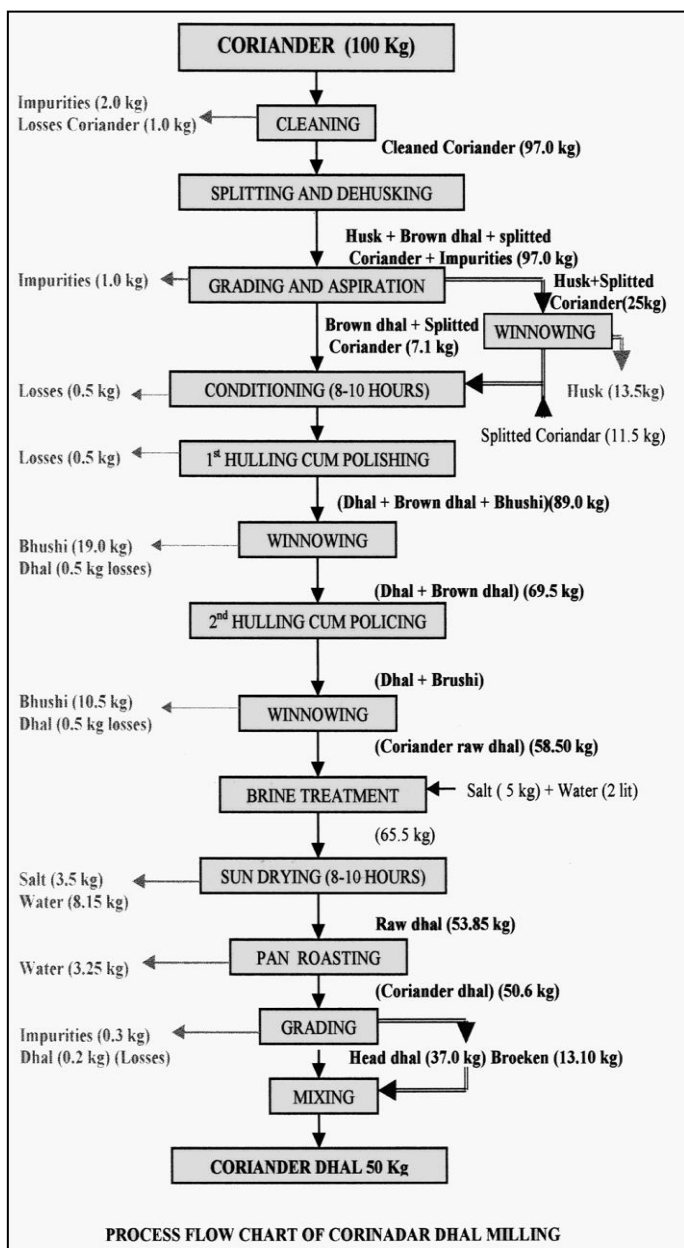 CORIANDER (100 Kg)
Impurities (2.0 kg)
Losses Coriander (1.0 kg)
CLEANING
Cleaned Coriander (97.0 kg)
SPLITTING AND DEHUSKING
Husk + Brown dhal + splitted
Coriander + Impurities (97.0 kg)
Impurities (1.0 kg)
GRADING AND ASPIRATION
Husk+Splitted
Coriander(25kg)
Brown dhal + Splitted
Coriander (7.1 kg)
WINNOWING
Losses (0.5 kg)
CONDITIONING (8-10 HOURS)
Husk (13.5kg)
Splitted Coriandar (11.5 kg)
Losses (0.5 kg)
1st HULLING CUM POLISHING
(Dhal + Brown dhal + Bhushi)(89.0 kg)
Bhushi (19.0 kg)
Dhal (0.5 kg losses)
WINNOWING
(Dhal + Brown dhal) (69.5 kg)
2nd HULLING CUM POLICING
(Dhal + Brushi)
Bhushi (10.5 kg)
Dhal (0.5 kg losses)
WINNOWING
(Coriander raw dhal) (58.50 kg)
BRINE TREATMENT
Salt ( 5 kg) + Water (2 lit)
(65.5 kg)
Salt (3.5 kg)
Water (8.15 kg)
SUN DRYING (8-10 HOURS)
Raw dhal (53.85 kg)
Water (3.25 kg)
PAN ROASTING
(Coriander dhal) (50.6 kg)
Impurities (0.3 kg)
Dhal (0.2 kg) (Losses)
GRADING
Head dhal (37.0 kg) Broeken (13.10 kg)
MIXING
CORIANDER DHAL 50 Kg
PROCESS FLOW CHART OF CORINADAR DHAL MILLING